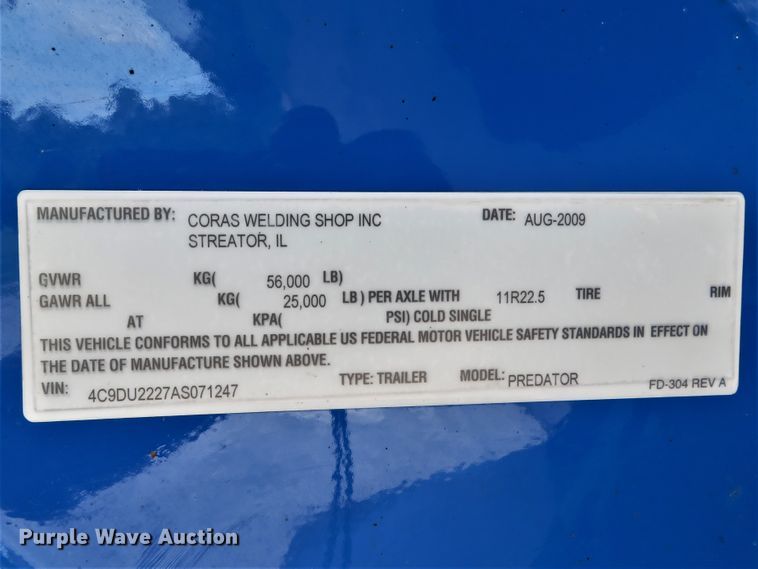 MANUFACTURED BY: CORAS WELDING SHOP INC DATE: AUG-2009
STREATOR, IL
GVWR KG( 56,000 LB)
GAWR ALL KG( 25,000 LB ) PER AXLE WITH 11R22.5 TIRE RIM
AT KPA( PSI) COLD SINGLE
THIS VEHICLE CONFORMS TO ALL APPLICABLE US FEDERAL MOTOR VEHICLE SAFETY STANDARDS IN EFFECT ON
THE DATE OF MANUFACTURE SHOWN ABOVE.
VIN: 4C9DU2227AS071247 TYPE: TRAILER MODEL: PREDATOR FD-304 REV A
Purple Wave Auction